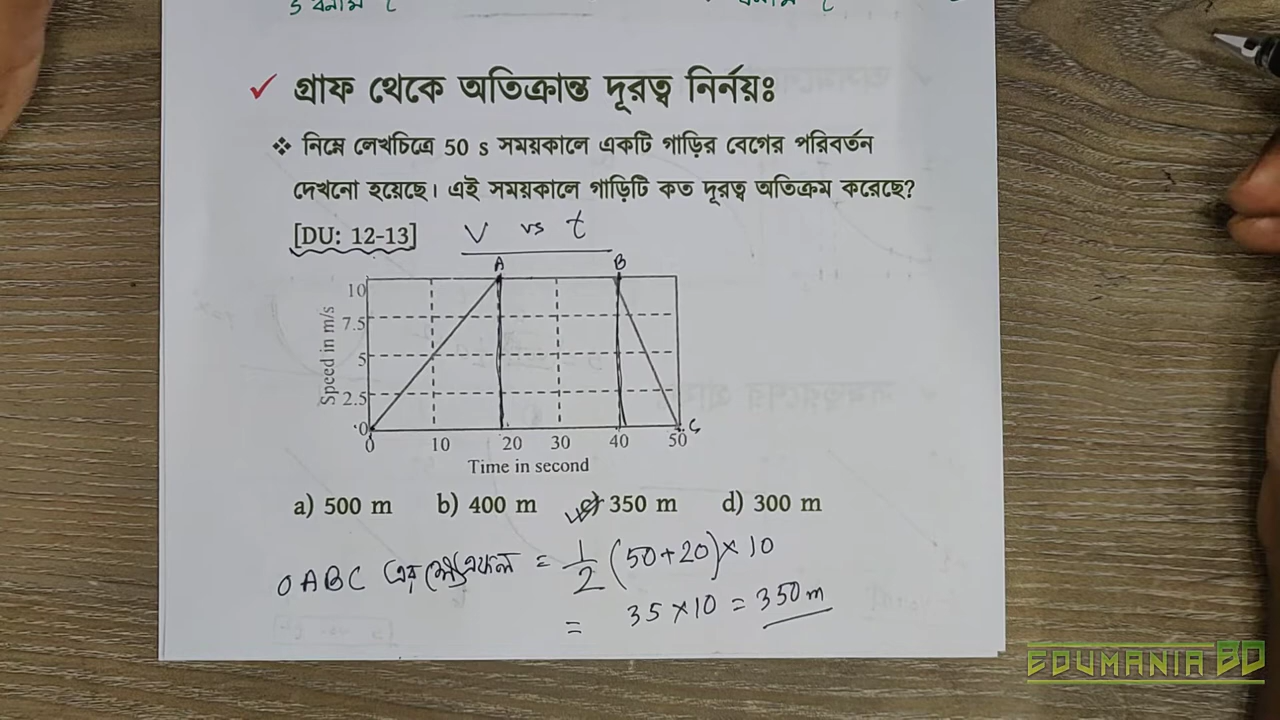 গ্রাফ থেকে অতিক্রান্ত দূরত্ব নির্নয়ঃ
❖ নিম্নে লেখচিত্রে 50 s সময়কালে একটি গাড়ির বেগের পরিবর্তন
দেখনো হয়েছে। এই সময়কালে গাড়িটি কত দূরত্ব অতিক্রম করেছে?
[DU: 12-13] V vs t
A B
10
7.5
5
2.5
0
Speed in m/s
0 10 20 30 40 50 C
Time in second
a) 500 m b) 400 m c) 350 m d) 300 m
OABC এর ক্ষেত্রফল = 1/2 (50+20) × 10
= 35 × 10 = 350 m
EDUMANIA BD